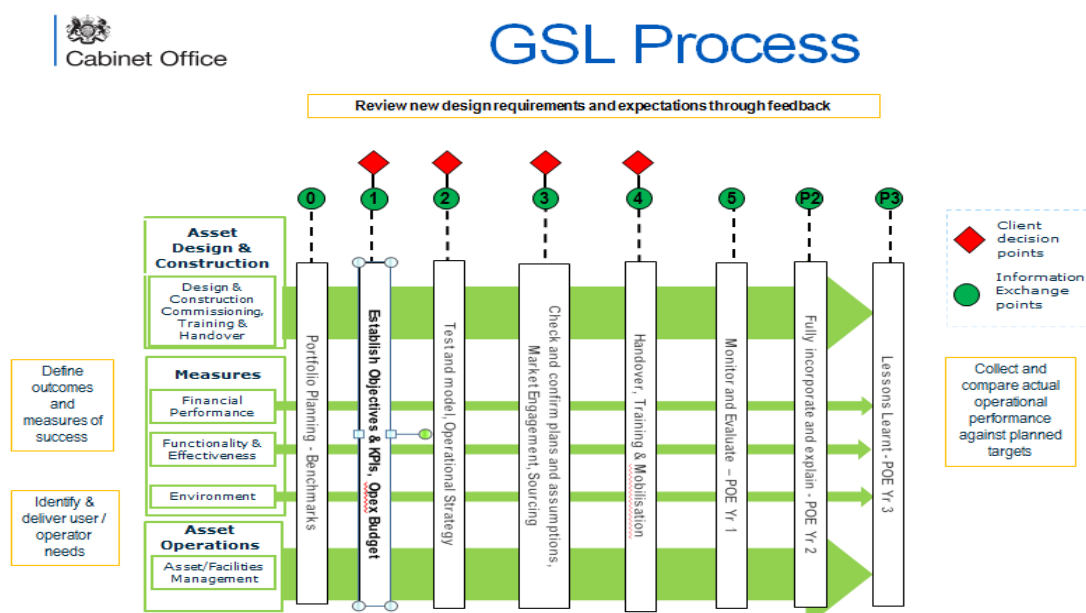 Cabinet Office
GSL Process
Review new design requirements and expectations through feedback
0
1
2
3
4
5
P2
P3
Client
decision
points
Information
Exchange
points
Asset
Design &
Construction
Design &
Construction
Commissioning,
Training &
Handover
Measures
Financial
Performance
Functionality &
Effectiveness
Environment
Asset
Operations
Asset/Facilities
Management
Define
outcomes
and
measures of
success
Identify &
deliver user /
operator
needs
Portfolio Planning - Benchmarks
Establish Objectives & KPIs, Opex Budget
Test and model, Operational Strategy
Check and confirm plans and assumptions,
Market Engagement, Sourcing
Handover, Training & Mobilisation
Monitor and Evaluate – POE Yr 1
Fully incorporate and explain - POE Yr 2
Lessons Learnt - POE Yr 3
Collect and
compare actual
operational
performance
against planned
targets